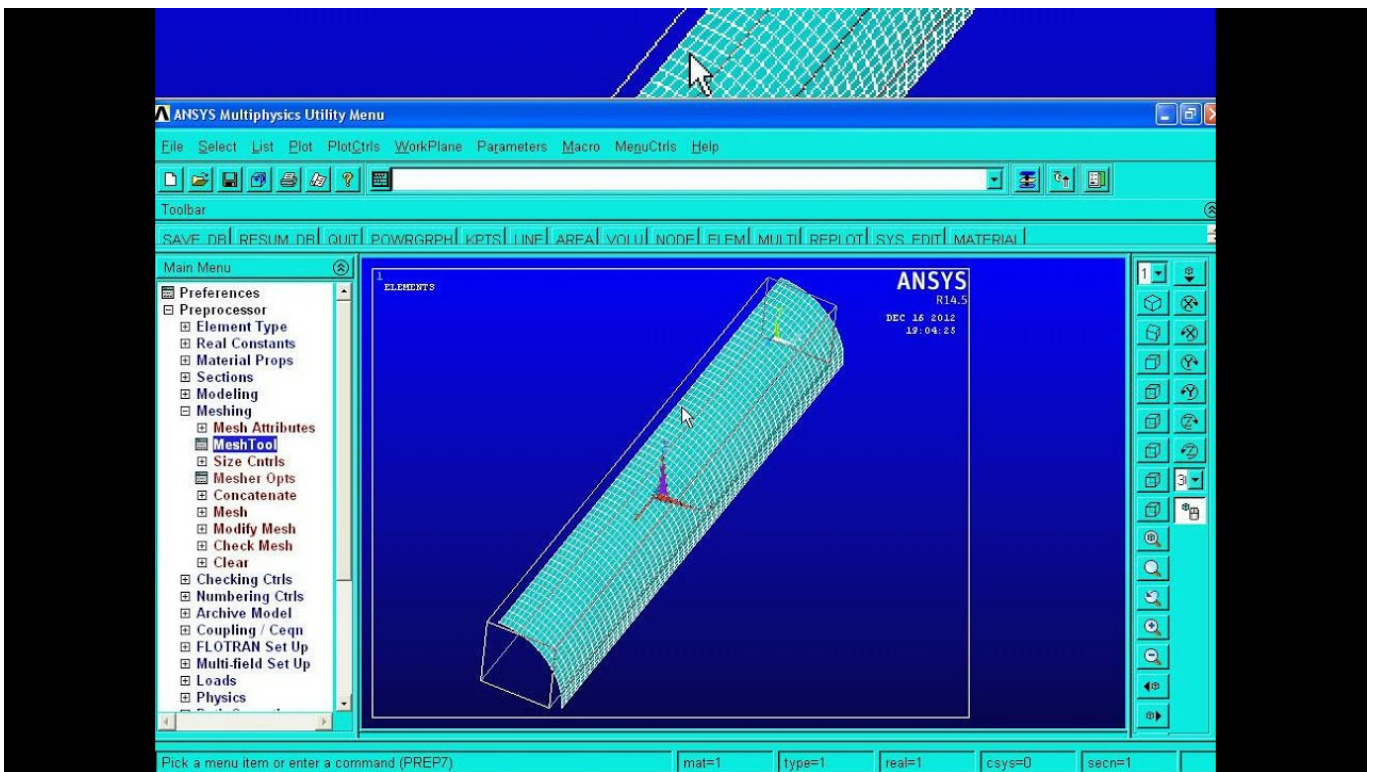 ANSYS Multiphysics Utility Menu
File Select List Plot PlotCtrls WorkPlane Parameters Macro MenuCtrls Help
Toolbar
SAVE_DB RESUM_DB QUIT POWRGRPH KPTS LINE AREA VOLU NODE ELEM MULTI REPLOT SYS_EDIT MATERIAL
Main Menu
Preferences
Preprocessor
Element Type
Real Constants
Material Props
Sections
Modeling
Meshing
Mesh Attributes
MeshTool
Size Cntrls
Mesher Opts
Concatenate
Mesh
Modify Mesh
Check Mesh
Clear
Checking Ctrls
Numbering Ctrls
Archive Model
Coupling / Ceqn
FLOTRAN Set Up
Multi-field Set Up
Loads
Physics
1
ELEMENTS
ANSYS
R14.5
DEC 16 2012
19:04:25
1
Pick a menu item or enter a command (PREP7) mat=1 type=1 real=1 csys=0 secn=1